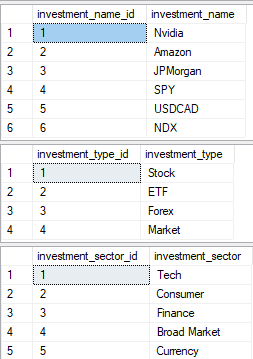 investment_name_id investment_name
1 1 Nvidia
2 2 Amazon
3 3 JPMorgan
4 4 SPY
5 5 USDCAD
6 6 NDX
investment_type_id investment_type
1 1 Stock
2 2 ETF
3 3 Forex
4 4 Market
investment_sector_id investment_sector
1 1 Tech
2 2 Consumer
3 3 Finance
4 4 Broad Market
5 5 Currency